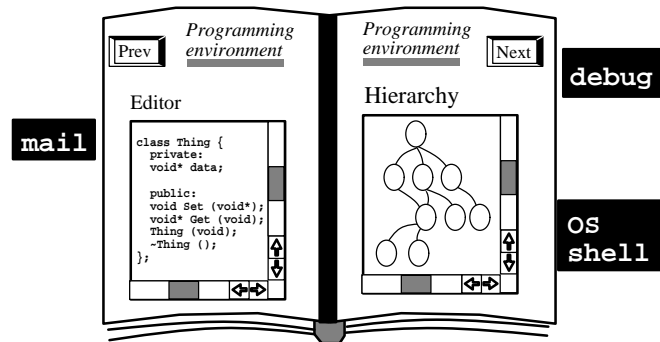 Prev
Programming
environment
Editor
class Thing {
private:
void* data;
public:
void Set (void*);
void* Get (void);
Thing (void);
~Thing ();
};
mail
Programming
environment
Next
Hierarchy
debug
OS
shell